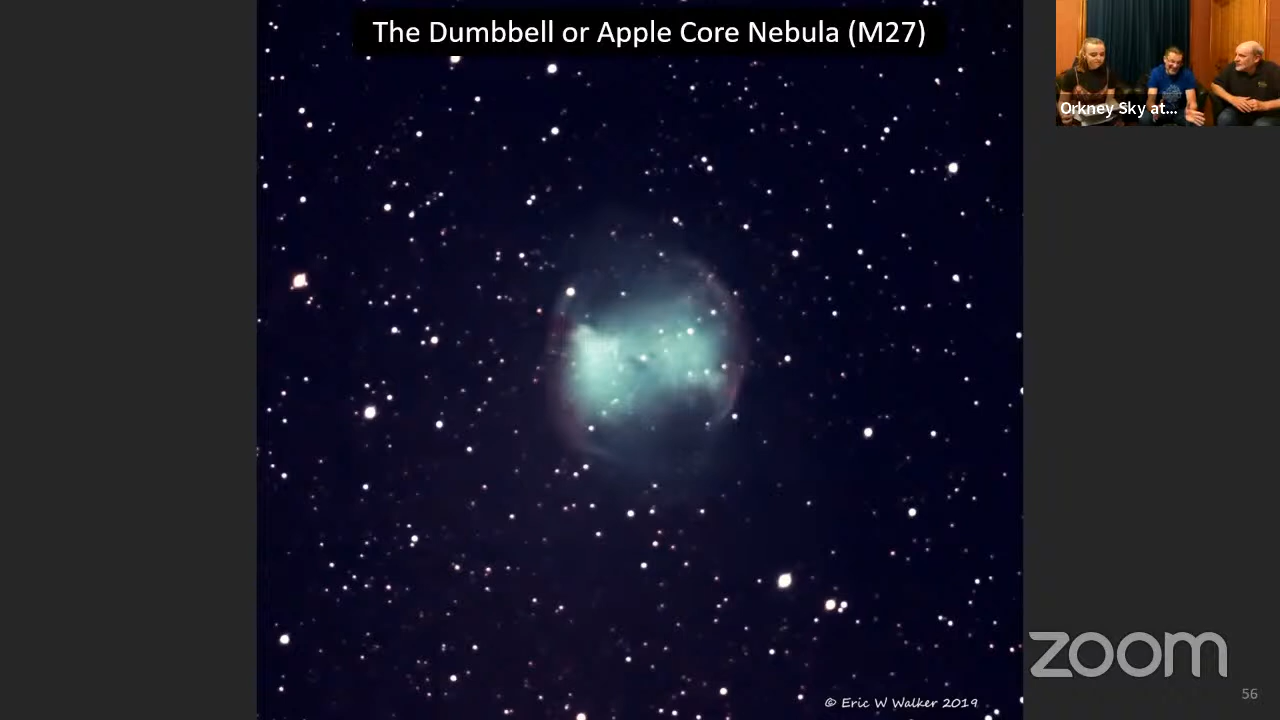 The Dumbbell or Apple Core Nebula (M27)
Orkney Sky at...
zoom
56
© Eric W Walker 2019